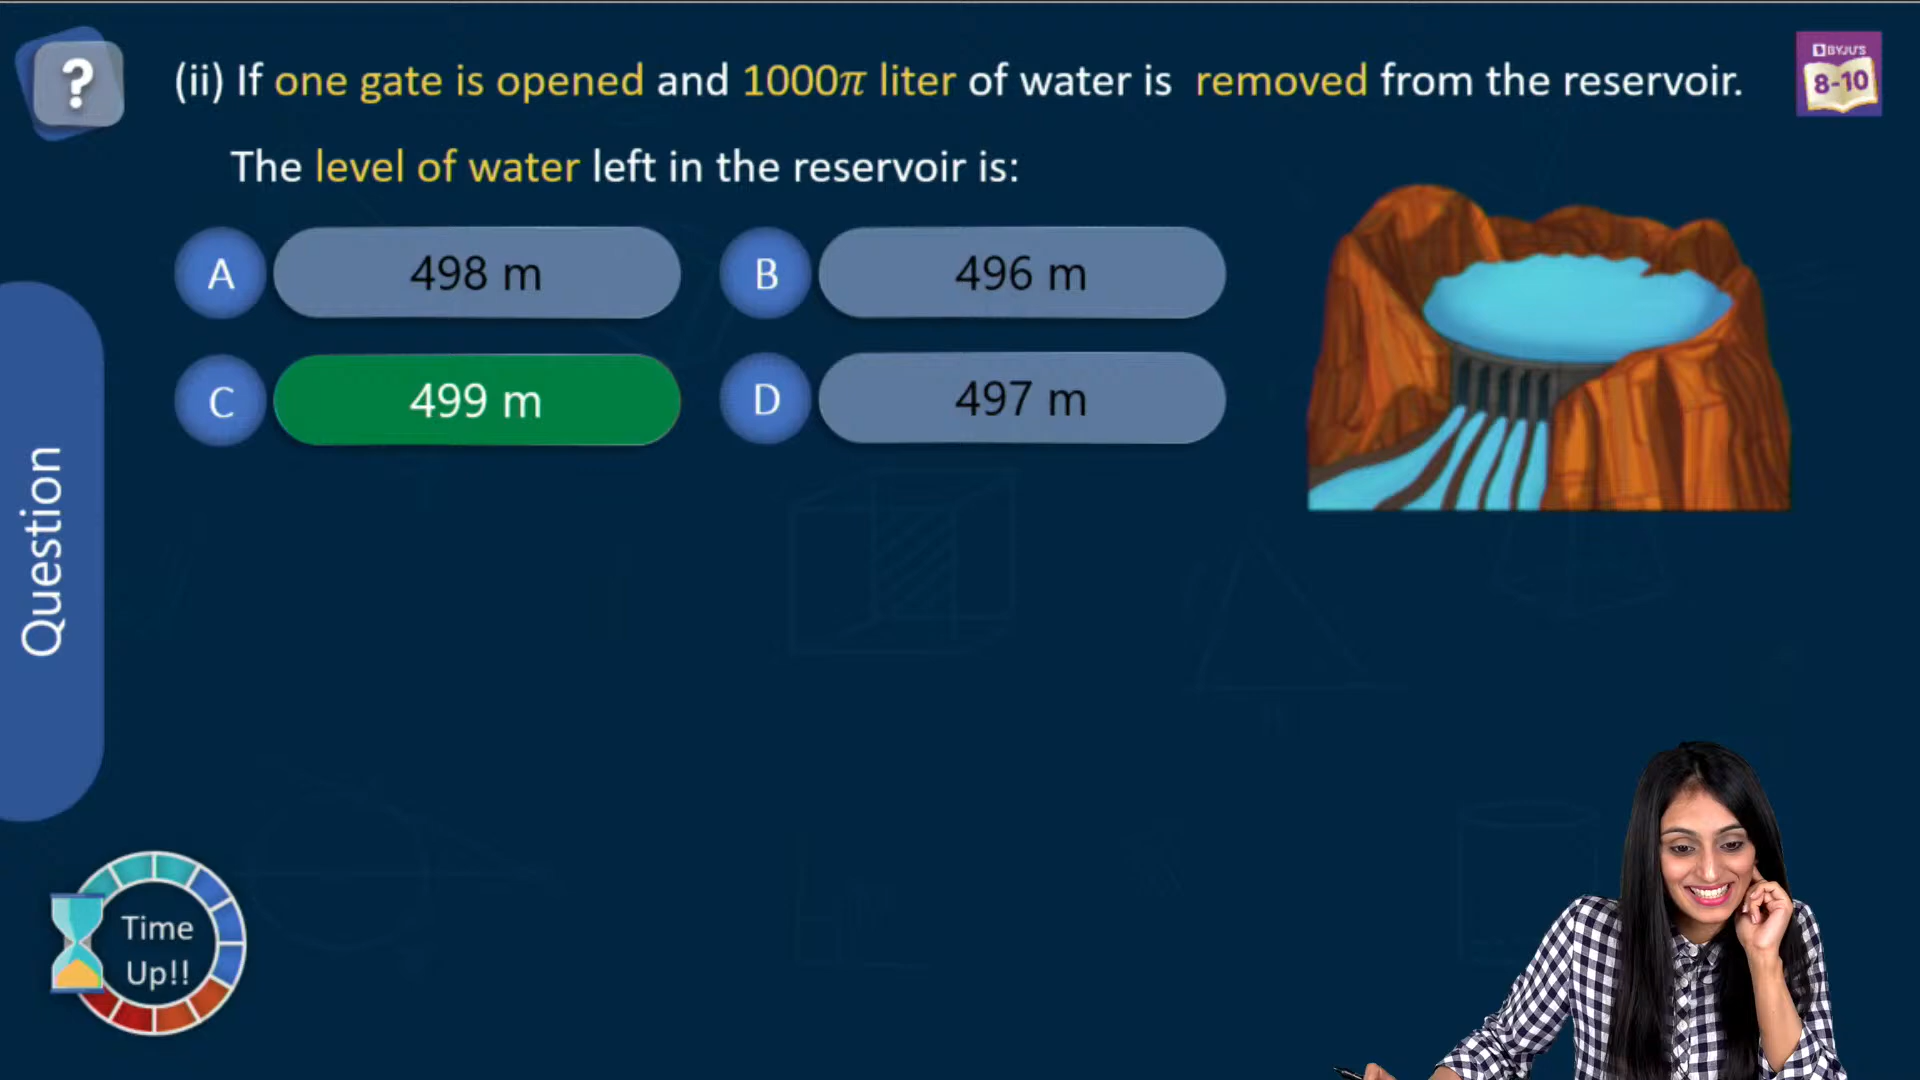 ?
(ii) If one gate is opened and 1000π liter of water is removed from the reservoir.
BYJU'S
8-10
The level of water left in the reservoir is:
A 498 m
B 496 m
C 499 m
D 497 m
Question
Time
Up!!